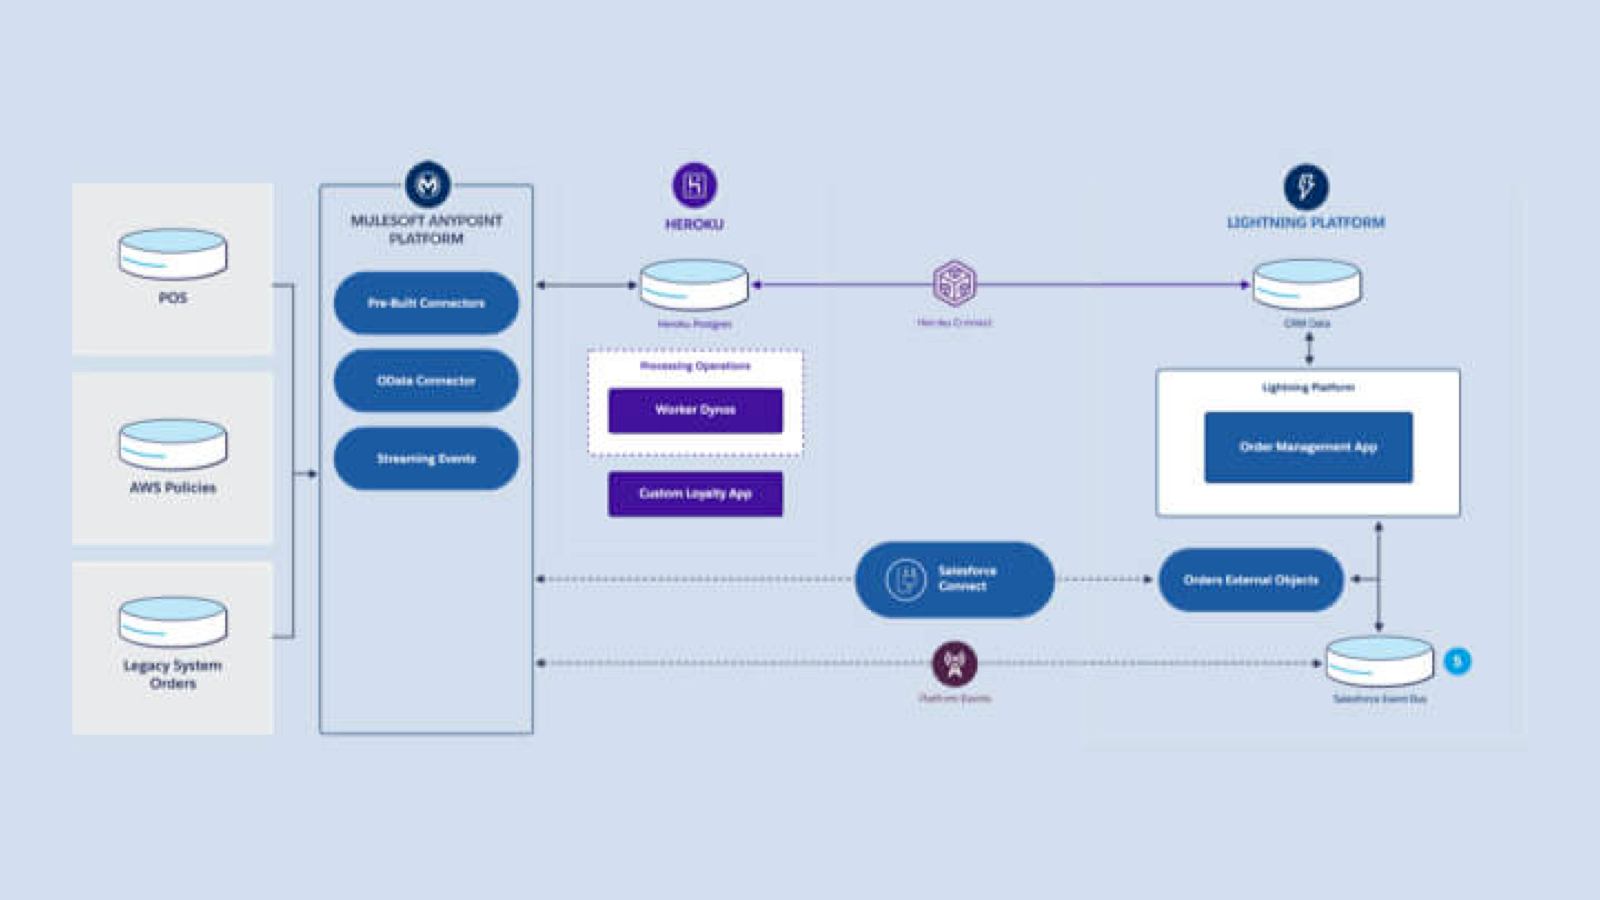 POS
AWS Policies
Legacy System
Orders
MULESOFT ANYPOINT
PLATFORM
Pre-Built Connectors
OData Connector
Streaming Events
HEROKU
Heroku Postgres
Processing Operations
Worker Dynos
Custom Loyalty App
Heroku Connect
Salesforce
Connect
Platform Events
LIGHTNING PLATFORM
CRM Data
Lightning Platform
Order Management App
Orders External Objects
Salesforce Event Bus